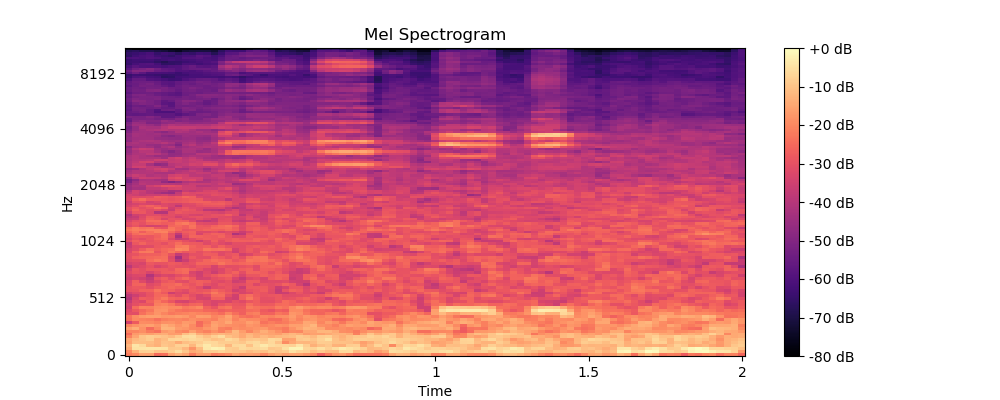 Mel Spectrogram
8192
4096
2048
1024
512
0
Hz
0
0.5
1
1.5
2
Time
+0 dB
-10 dB
-20 dB
-30 dB
-40 dB
-50 dB
-60 dB
-70 dB
-80 dB